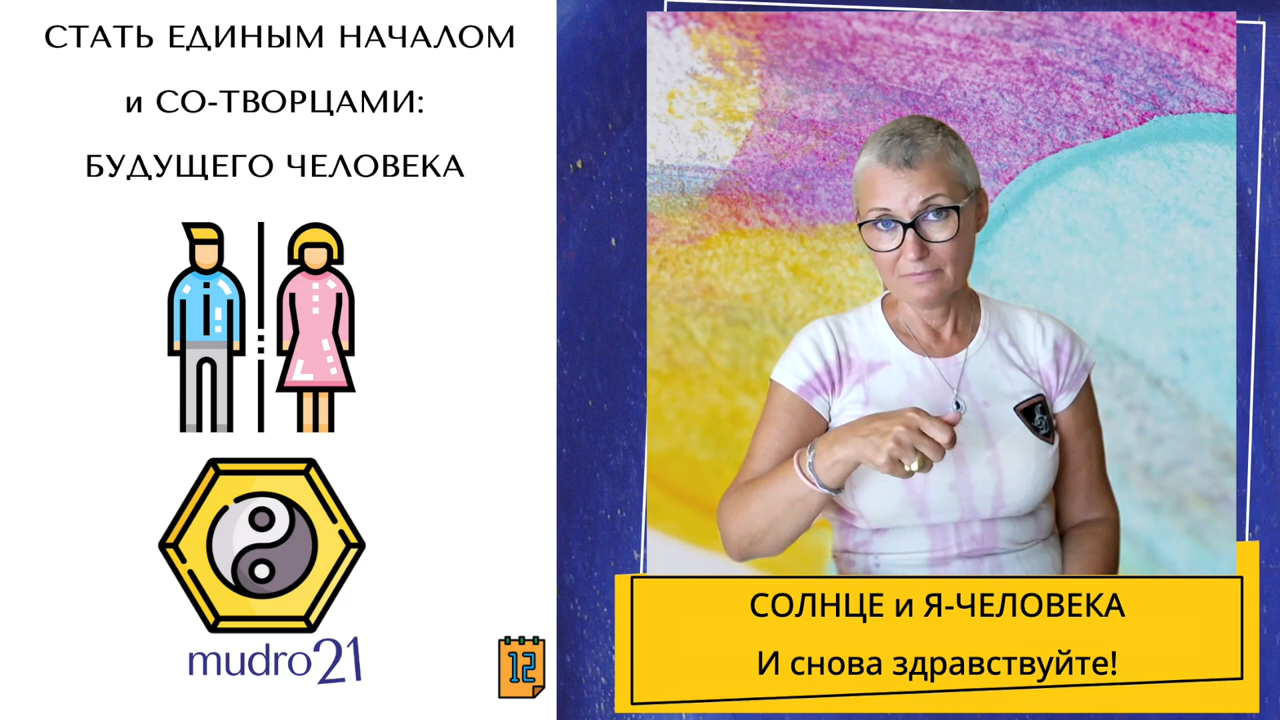 СТАТЬ ЕДИНЫМ НАЧАЛОМ
и СО-ТВОРЦАМИ:
БУДУЩЕГО ЧЕЛОВЕКА
mudro21
12
СОЛНЦЕ и Я-ЧЕЛОВЕКА
И снова здравствуйте!